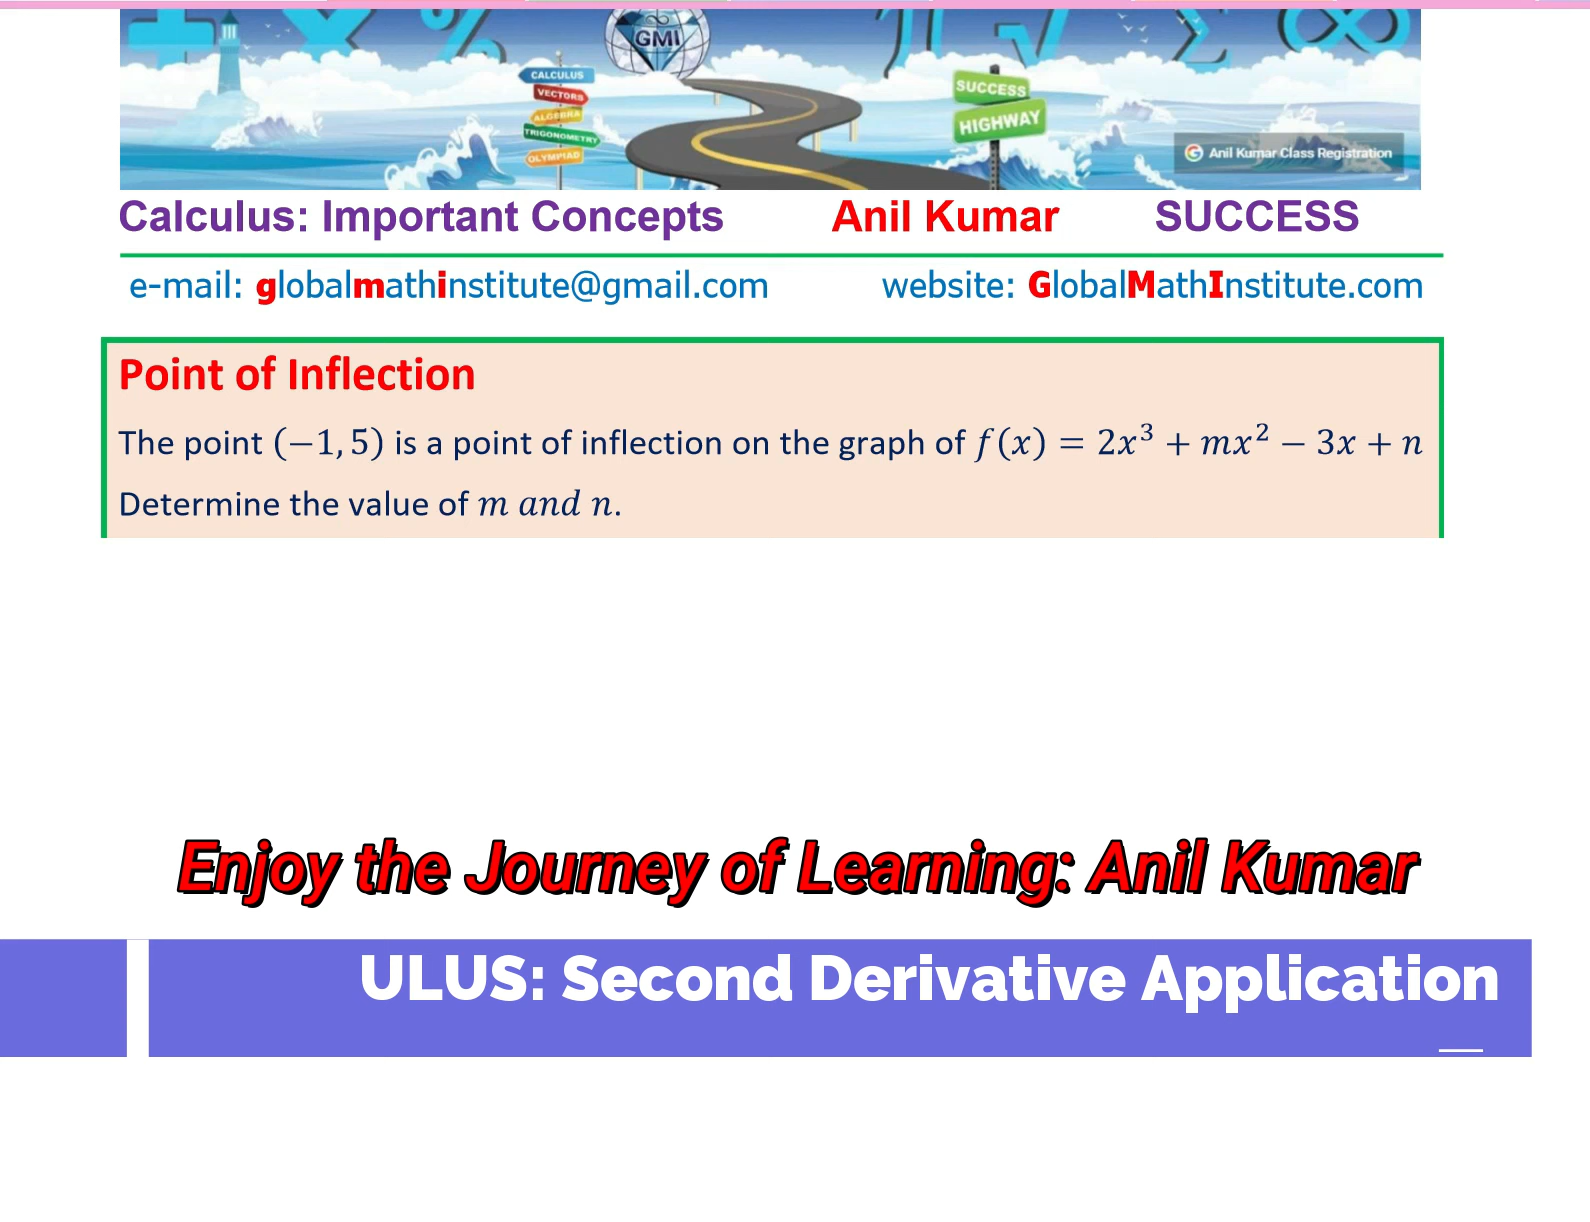 GMI
CALCULUS
VECTORS
ALGEBRA
TRIGONOMETRY
OLYMPIAD
SUCCESS
HIGHWAY
Anil Kumar Class Registration
Calculus: Important Concepts Anil Kumar SUCCESS
e-mail: globalmathinstitute@gmail.com website: GlobalMathInstitute.com
Point of Inflection
The point (−1, 5) is a point of inflection on the graph of f(x) = 2x³ + mx² − 3x + n
Determine the value of m and n.
Enjoy the Journey of Learning: Anil Kumar
ULUS: Second Derivative Application